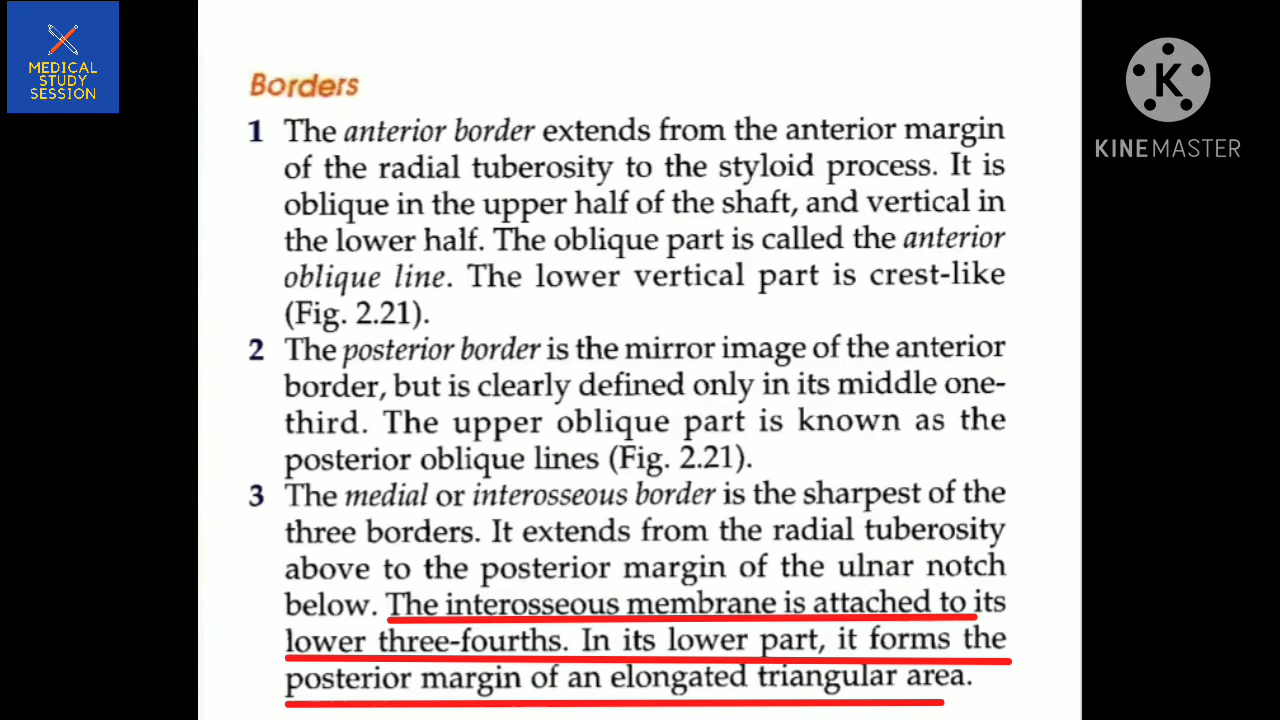 MEDICAL
STUDY
SESSION
K
KINEMASTER
Borders
1 The anterior border extends from the anterior margin
of the radial tuberosity to the styloid process. It is
oblique in the upper half of the shaft, and vertical in
the lower half. The oblique part is called the anterior
oblique line. The lower vertical part is crest-like
(Fig. 2.21).
2 The posterior border is the mirror image of the anterior
border, but is clearly defined only in its middle one-
third. The upper oblique part is known as the
posterior oblique lines (Fig. 2.21).
3 The medial or interosseous border is the sharpest of the
three borders. It extends from the radial tuberosity
above to the posterior margin of the ulnar notch
below. The interosseous membrane is attached to its
lower three-fourths. In its lower part, it forms the
posterior margin of an elongated triangular area.